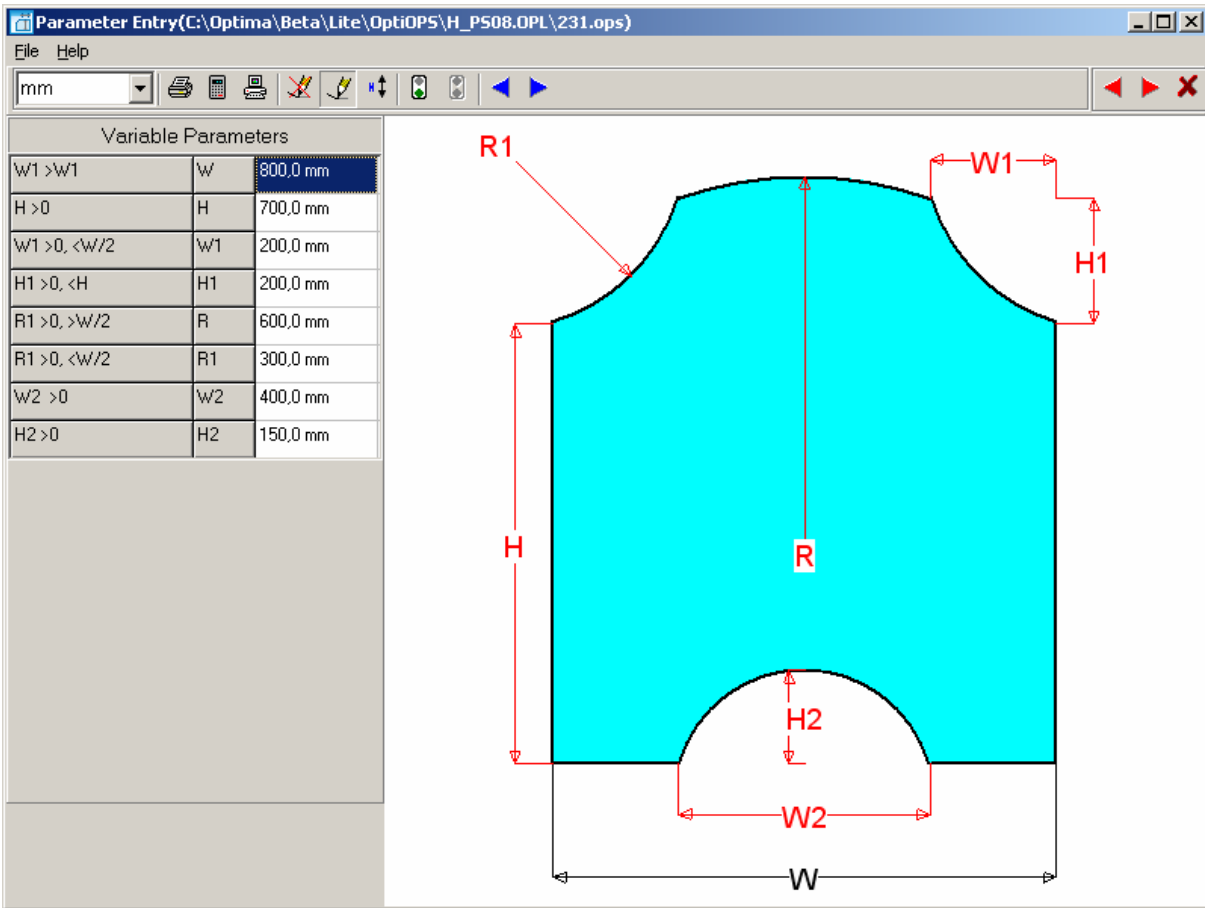 Parameter Entry(C:\Optima\Beta\Lite\OptiOPS\H_PS08.OPL\231.ops)
File Help
mm
Variable Parameters
W1 >W1 W 800,0 mm
H >0 H 700,0 mm
W1 >0, <W/2 W1 200,0 mm
H1 >0, <H H1 200,0 mm
R1 >0, >W/2 R 600,0 mm
R1 >0, <W/2 R1 300,0 mm
W2 >0 W2 400,0 mm
H2 >0 H2 150,0 mm
R1
W1
H1
H
R
H2
W2
W